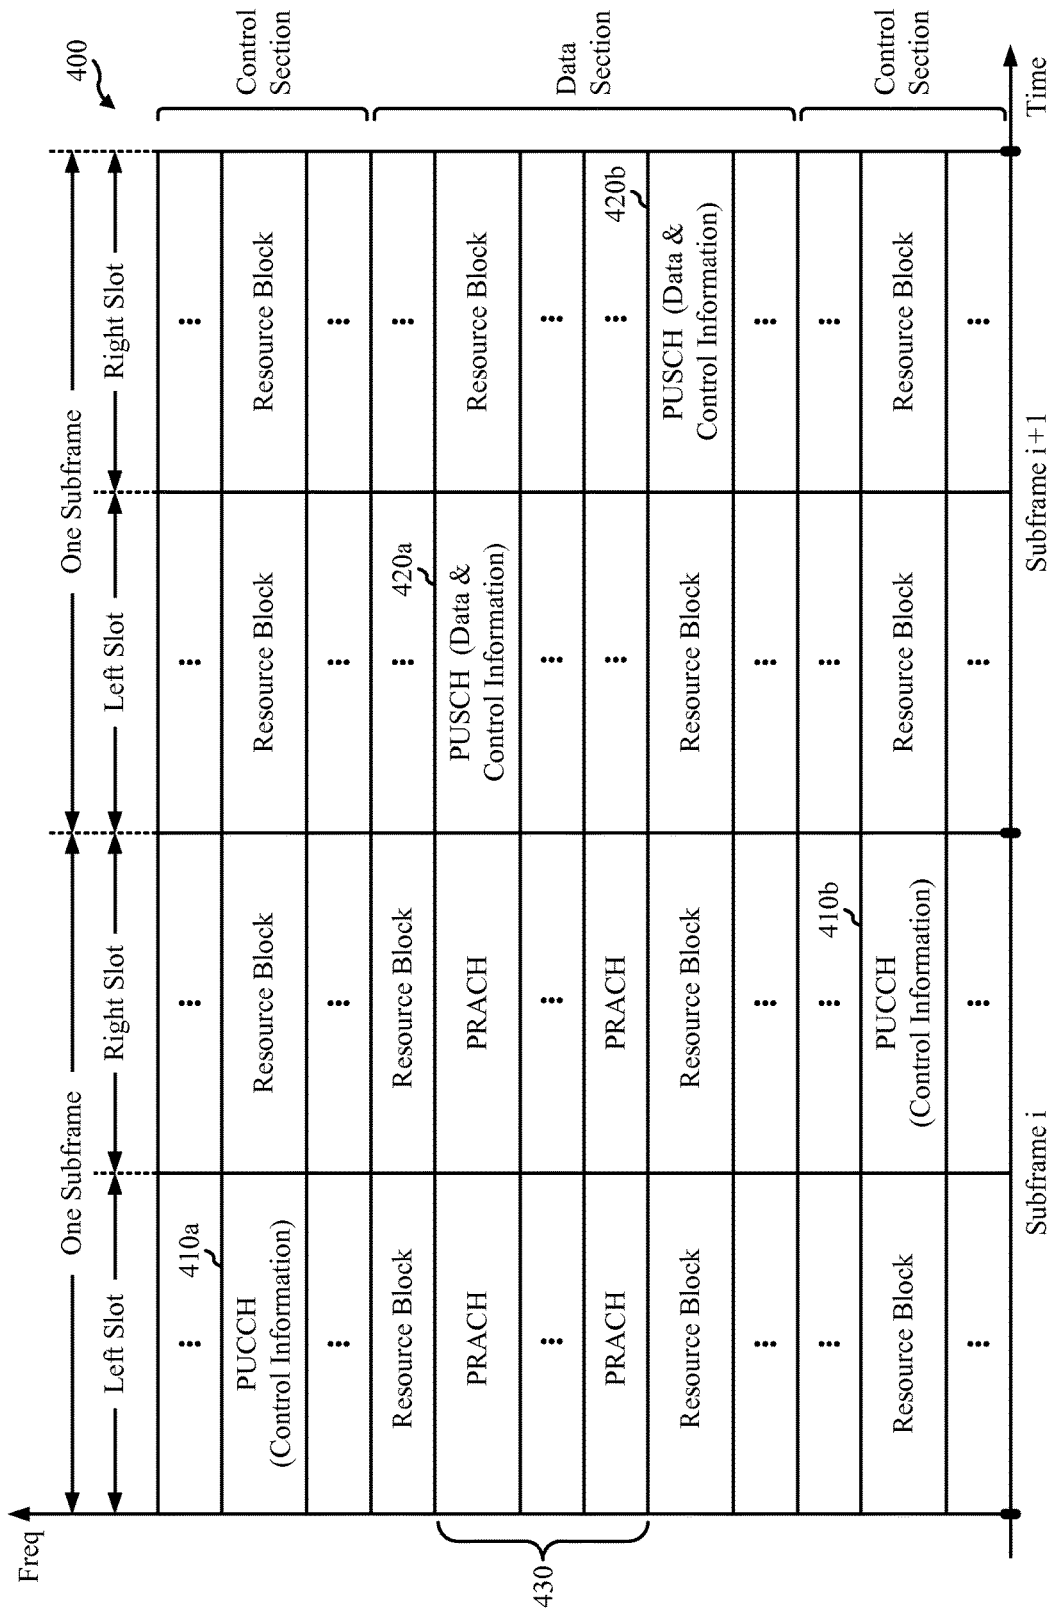 Freq
One Subframe
One Subframe
400
Left Slot
Right Slot
Left Slot
Right Slot
...
...
...
...
410a
PUCCH
(Control Information)
Resource Block
Resource Block
Resource Block
Control
Section
...
...
...
...
Resource Block
Resource Block
...
...
420a
PRACH
PRACH
PUSCH (Data &
Control Information)
Resource Block
430
...
...
...
...
Data
Section
PRACH
PRACH
...
...
420b
Resource Block
Resource Block
Resource Block
PUSCH (Data &
Control Information)
...
...
...
...
...
...
...
...
410b
Resource Block
PUCCH
(Control Information)
Resource Block
Resource Block
Control
Section
...
...
...
...
Subframe i
Subframe i+1
Time